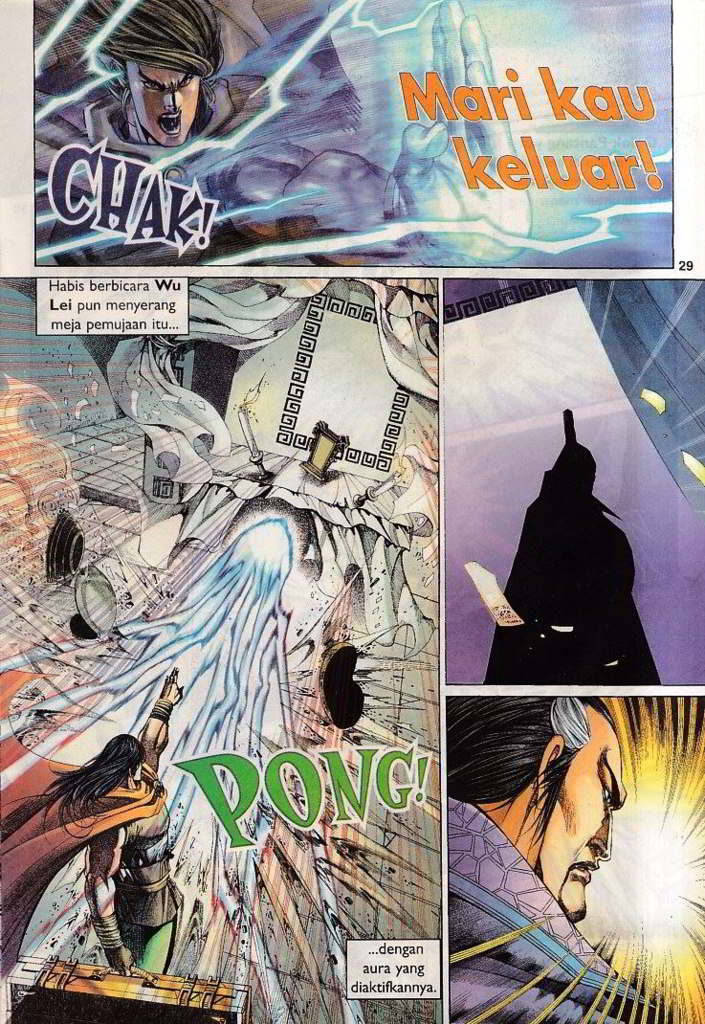 Mari kau
keluar!
CHAK!
29
Habis berbicara Wu
Lei pun menyerang
meja pemujaan itu...
PONG!
...dengan
aura yang
diaktifkannya.